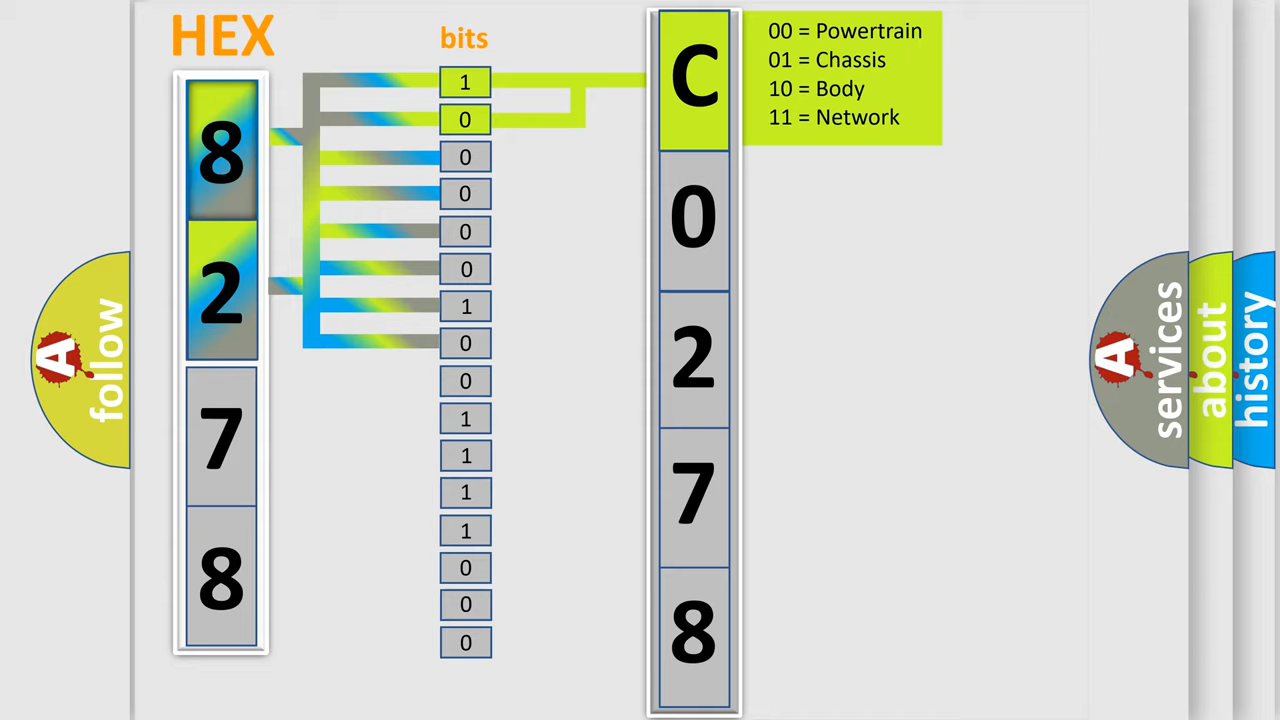 HEX
8
2
7
8
bits
1
0
0
0
0
0
1
0
0
1
1
1
1
0
0
0
C
0
2
7
8
00 = Powertrain
01 = Chassis
10 = Body
11 = Network
A
follow
A
services
about
history